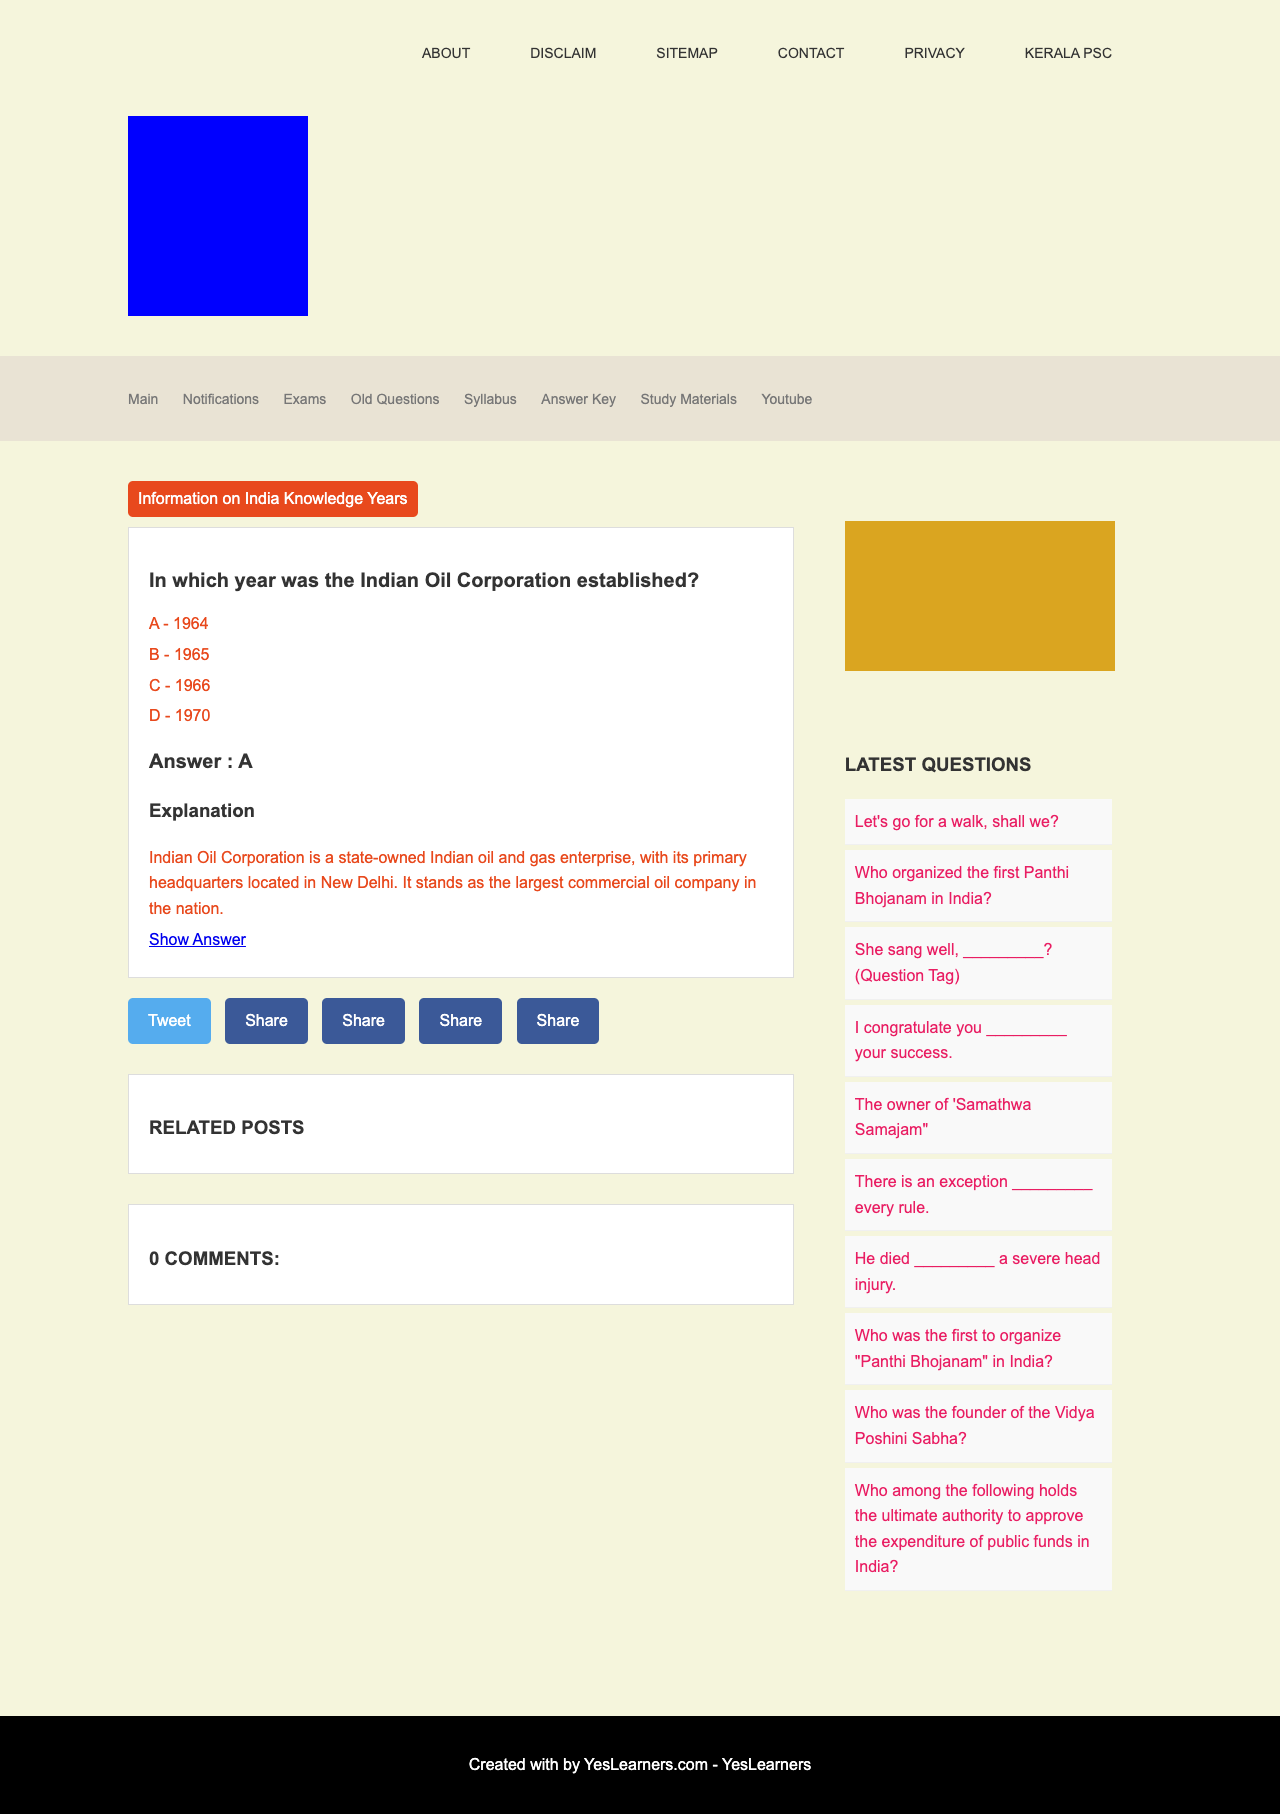 ABOUT DISCLAIM SITEMAP CONTACT PRIVACY KERALA PSC
Main Notifications Exams Old Questions Syllabus Answer Key Study Materials Youtube
Information on India Knowledge Years
In which year was the Indian Oil Corporation established?
A - 1964
B - 1965
C - 1966
D - 1970
Answer : A
Explanation
Indian Oil Corporation is a state-owned Indian oil and gas enterprise, with its primary
headquarters located in New Delhi. It stands as the largest commercial oil company in
the nation.
Show Answer
Tweet Share Share Share Share
RELATED POSTS
0 COMMENTS:
LATEST QUESTIONS
Let's go for a walk, shall we?
Who organized the first Panthi
Bhojanam in India?
She sang well, _________?
(Question Tag)
I congratulate you _________
your success.
The owner of 'Samathwa
Samajam"
There is an exception _________
every rule.
He died _________ a severe head
injury.
Who was the first to organize
"Panthi Bhojanam" in India?
Who was the founder of the Vidya
Poshini Sabha?
Who among the following holds
the ultimate authority to approve
the expenditure of public funds in
India?
Created with by YesLearners.com - YesLearners